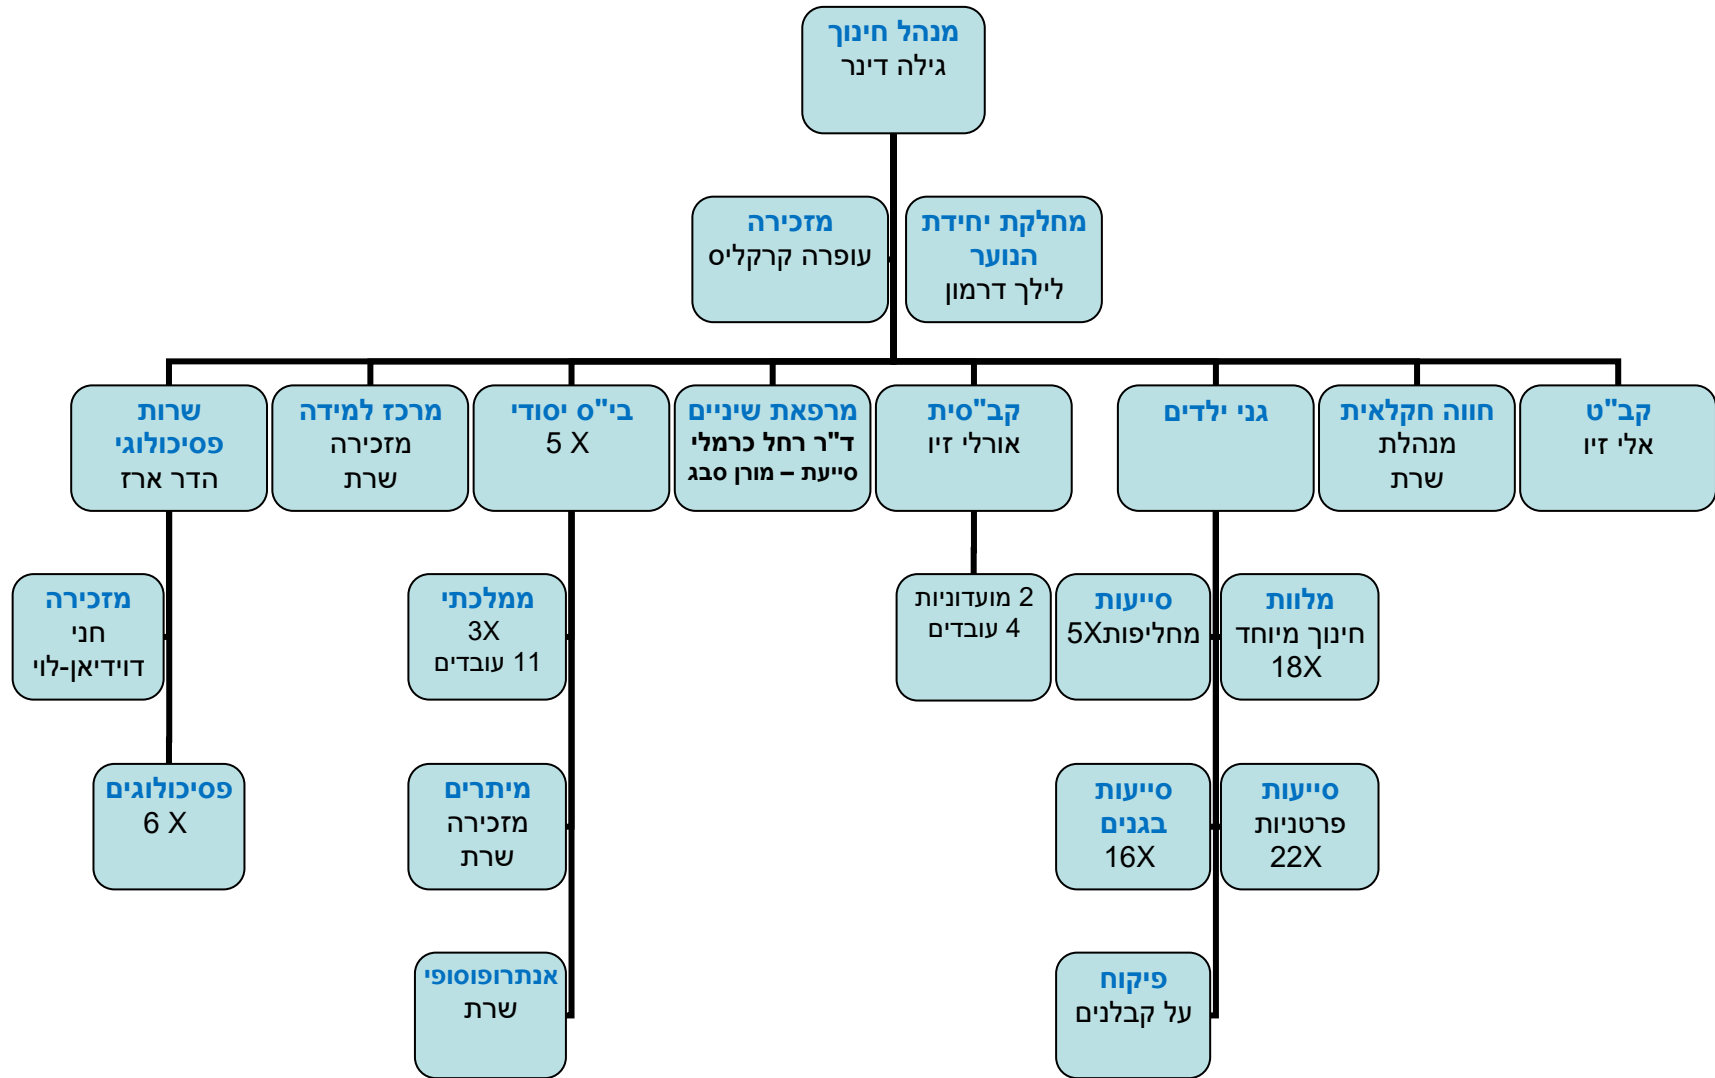 מנהל חינוך
גילה דינר
מחלקת יחידת
הנוער
לילך דרמון
מזכירה
עופרה קרקליס
קב"ט
אלי זיו
חווה חקלאית
מנהלת
שרת
גני ילדים
קב"סית
אורלי זיו
מרפאת שיניים
ד"ר רחל כרמלי
סייעת – מורן סבג
בי"ס יסודי
5 X
מרכז למידה
מזכירה
שרת
שרות
פסיכולוגי
הדר ארז
מלוות
חינוך מיוחד
18X
סייעות
מחליפות5X
2 מועדוניות
4 עובדים
ממלכתי
3X
11 עובדים
מזכירה
חני
דוידיאן-לוי
סייעות
פרטניות
22X
סייעות
בגנים
16X
מיתרים
מזכירה
שרת
פסיכולוגים
6 X
פיקוח
על קבלנים
אנתרופוסופי
שרת